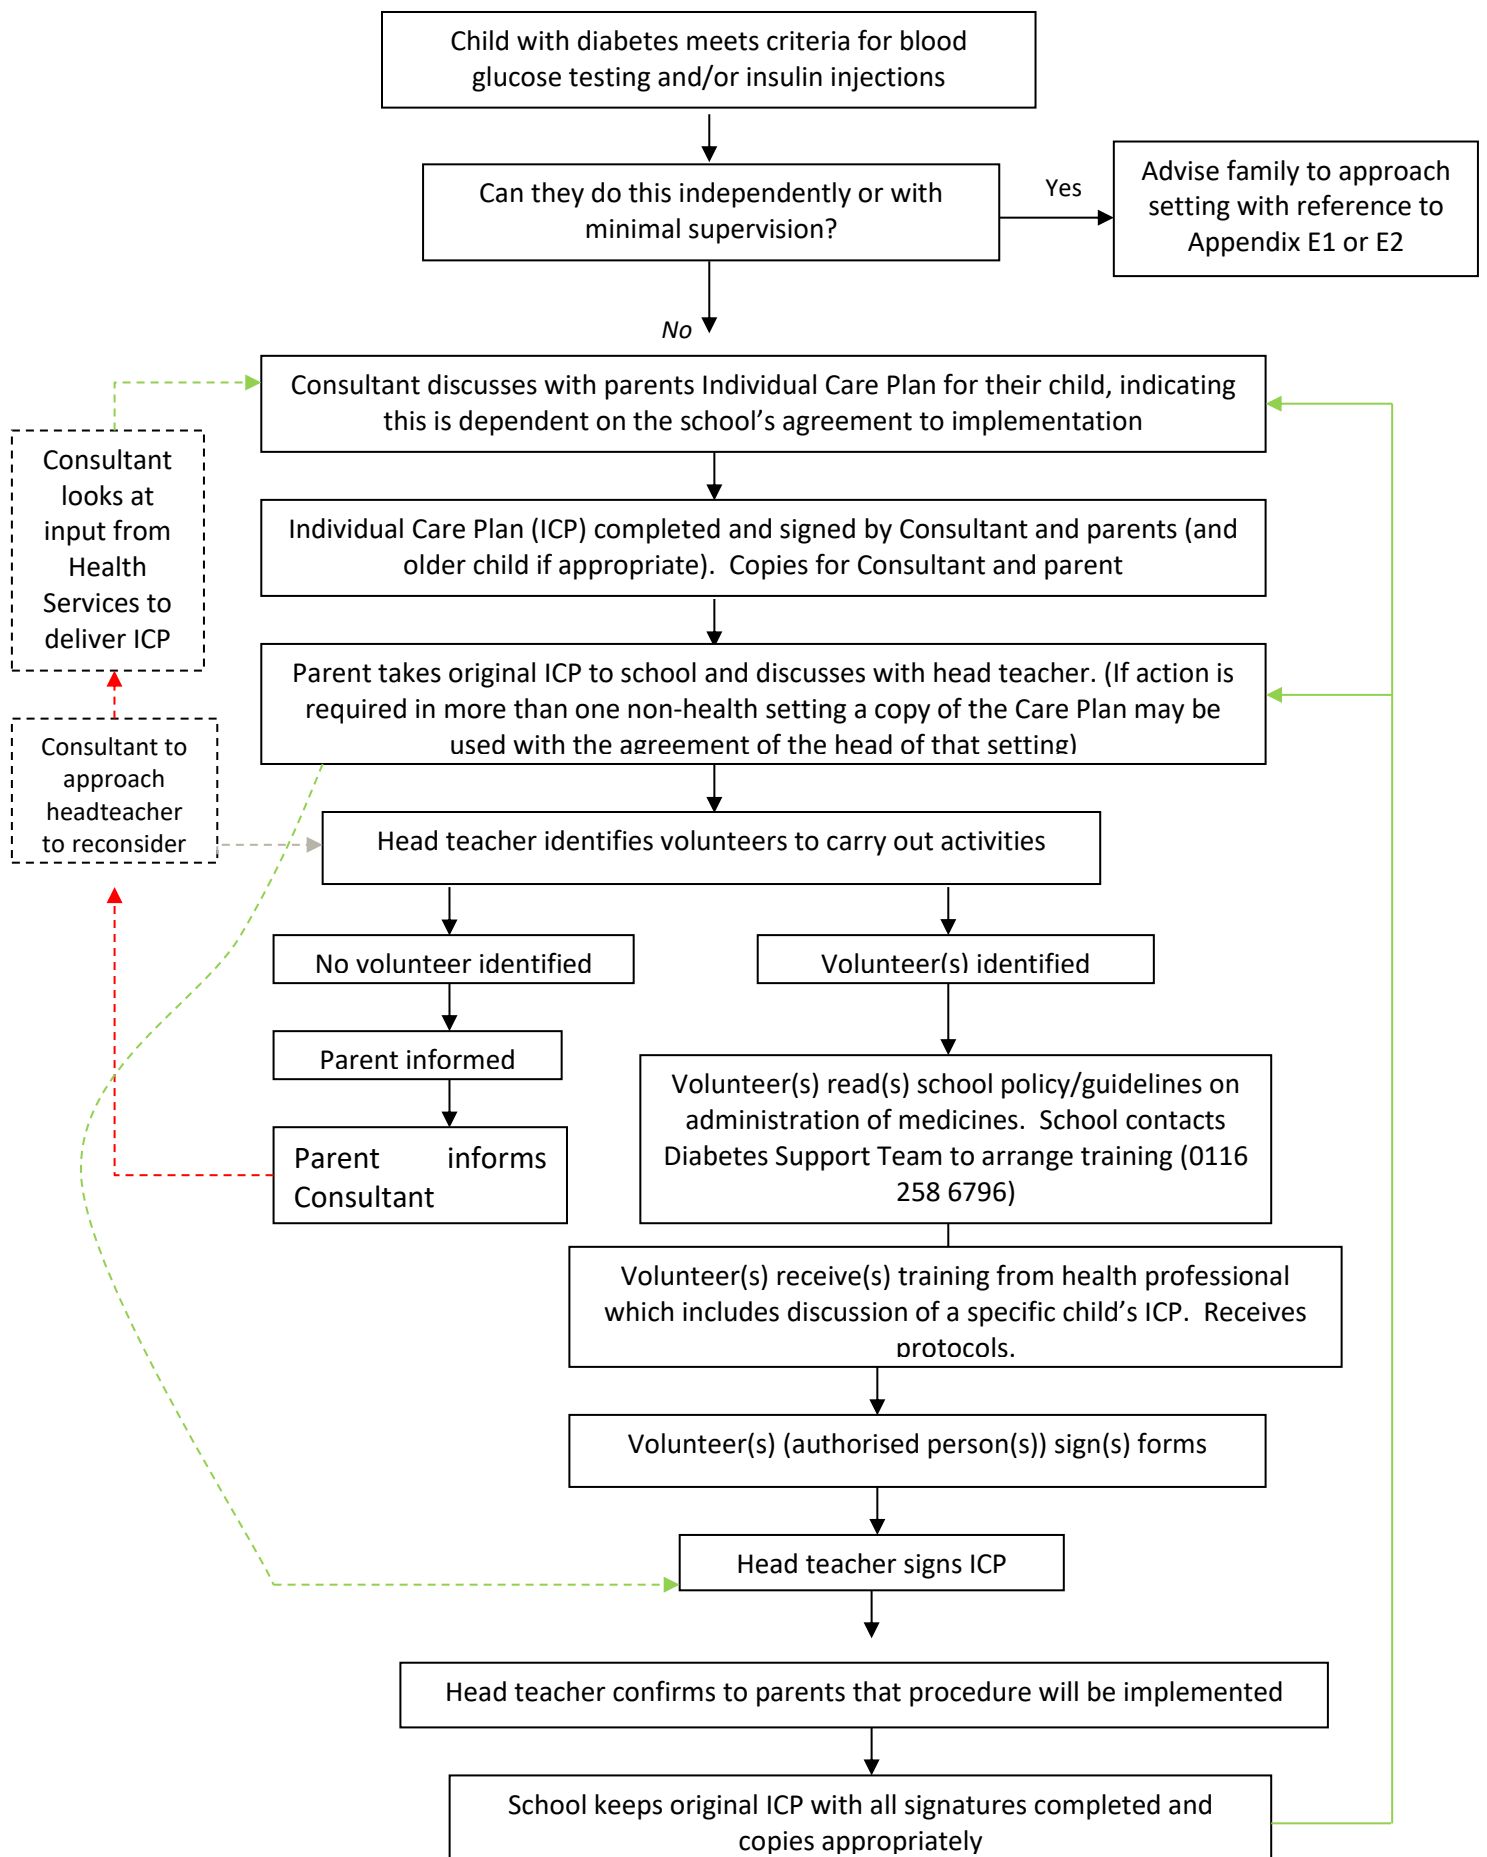 Child with diabetes meets criteria for blood
glucose testing and/or insulin injections
Can they do this independently or with
minimal supervision?
Yes
Advise family to approach
setting with reference to
Appendix E1 or E2
No
Consultant discusses with parents Individual Care Plan for their child, indicating
this is dependent on the school’s agreement to implementation
Consultant
looks at
input from
Health
Services to
deliver ICP
Individual Care Plan (ICP) completed and signed by Consultant and parents (and
older child if appropriate).  Copies for Consultant and parent
Parent takes original ICP to school and discusses with head teacher. (If action is
required in more than one non-health setting a copy of the Care Plan may be
used with the agreement of the head of that setting)
Consultant to
approach
headteacher
to reconsider
Head teacher identifies volunteers to carry out activities
No volunteer identified
Volunteer(s) identified
Parent informed
Parent informs
Consultant
Volunteer(s) read(s) school policy/guidelines on
administration of medicines.  School contacts
Diabetes Support Team to arrange training (0116
258 6796)
Volunteer(s) receive(s) training from health professional
which includes discussion of a specific child’s ICP.  Receives
protocols.
Volunteer(s) (authorised person(s)) sign(s) forms
Head teacher signs ICP
Head teacher confirms to parents that procedure will be implemented
School keeps original ICP with all signatures completed and
copies appropriately